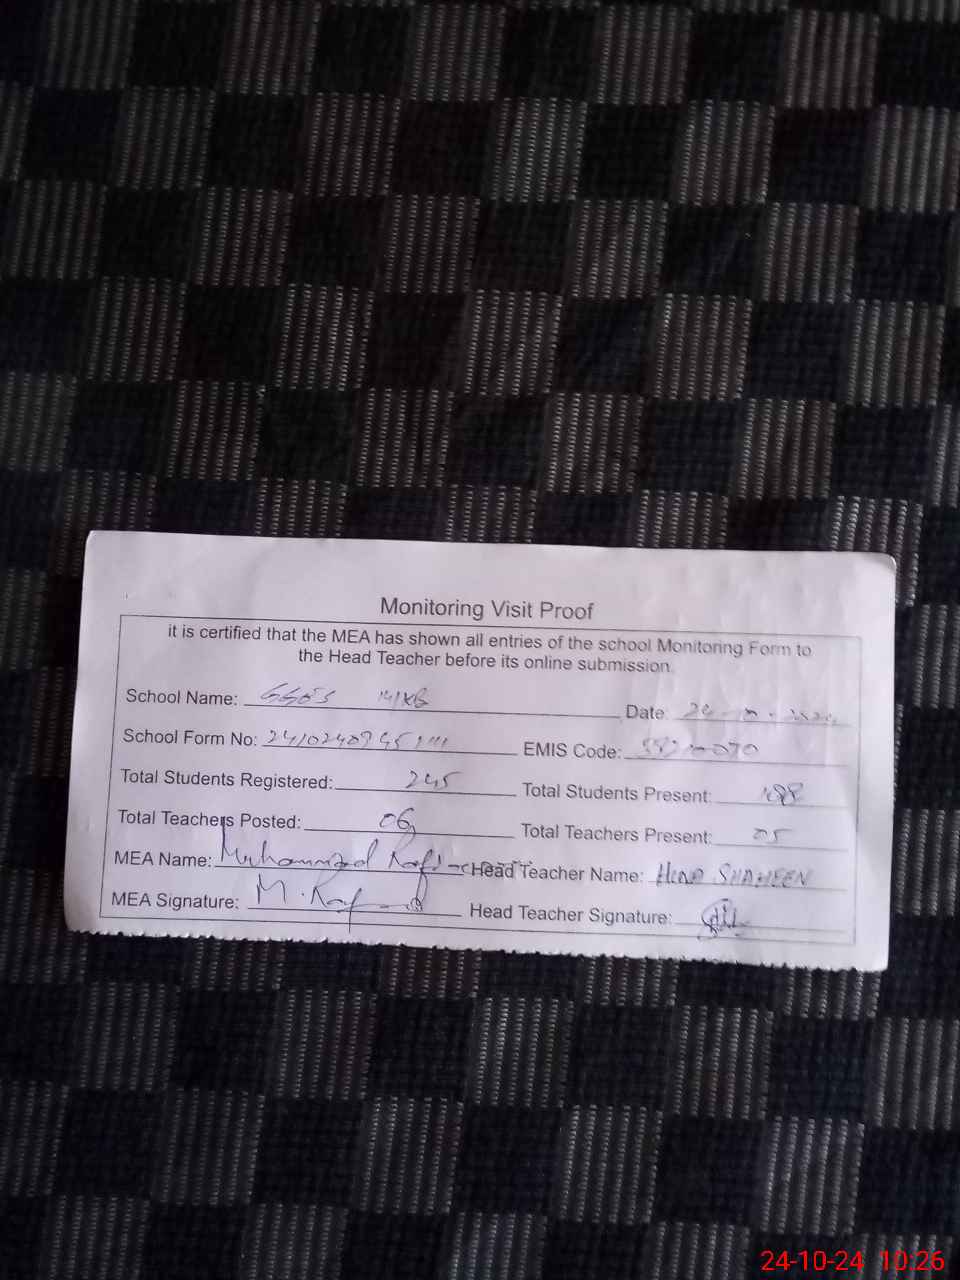 Monitoring Visit Proof
it is certified that the MEA has shown all entries of the school Monitoring Form to
the Head Teacher before its online submission.
School Name: 141KB Date:
School Form No: EMIS Code:
Total Students Registered: 245 Total Students Present: 188
Total Teachers Posted: 06 Total Teachers Present: 05
MEA Name: Muhammad Head Teacher Name: HINA SHAHEEN
MEA Signature: Head Teacher Signature:
24-10-24 10:26